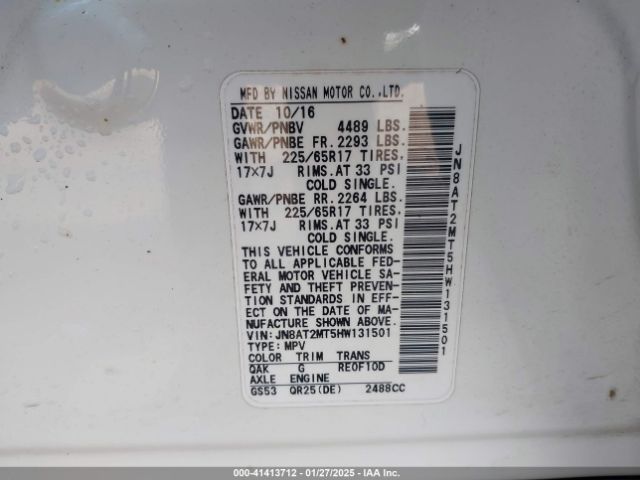 MFD BY NISSAN MOTOR CO.,LTD.
DATE 10/16
GVWR/PNBV 4489 LBS.
GAWR/PNBE FR. 2293 LBS.
WITH 225/65R17 TIRES.
17×7J RIMS.AT 33 PSI
COLD SINGLE.
GAWR/PNBE RR. 2264 LBS.
WITH 225/65R17 TIRES.
17×7J RIMS.AT 33 PSI
COLD SINGLE.
THIS VEHICLE CONFORMS
TO ALL APPLICABLE FED-
ERAL MOTOR VEHICLE SA-
FETY AND THEFT PREVEN-
TION STANDARDS IN EFF-
ECT ON THE DATE OF MA-
NUFACTURE SHOWN ABOVE.
VIN: JN8AT2MT5HW131501
TYPE: MPV
COLOR TRIM TRANS
QAK G RE0F10D
AXLE ENGINE
GS53 QR25(DE) 2488CC
JN8AT2MT5HW131501
000-41413712 - 01/27/2025 - IAA Inc.